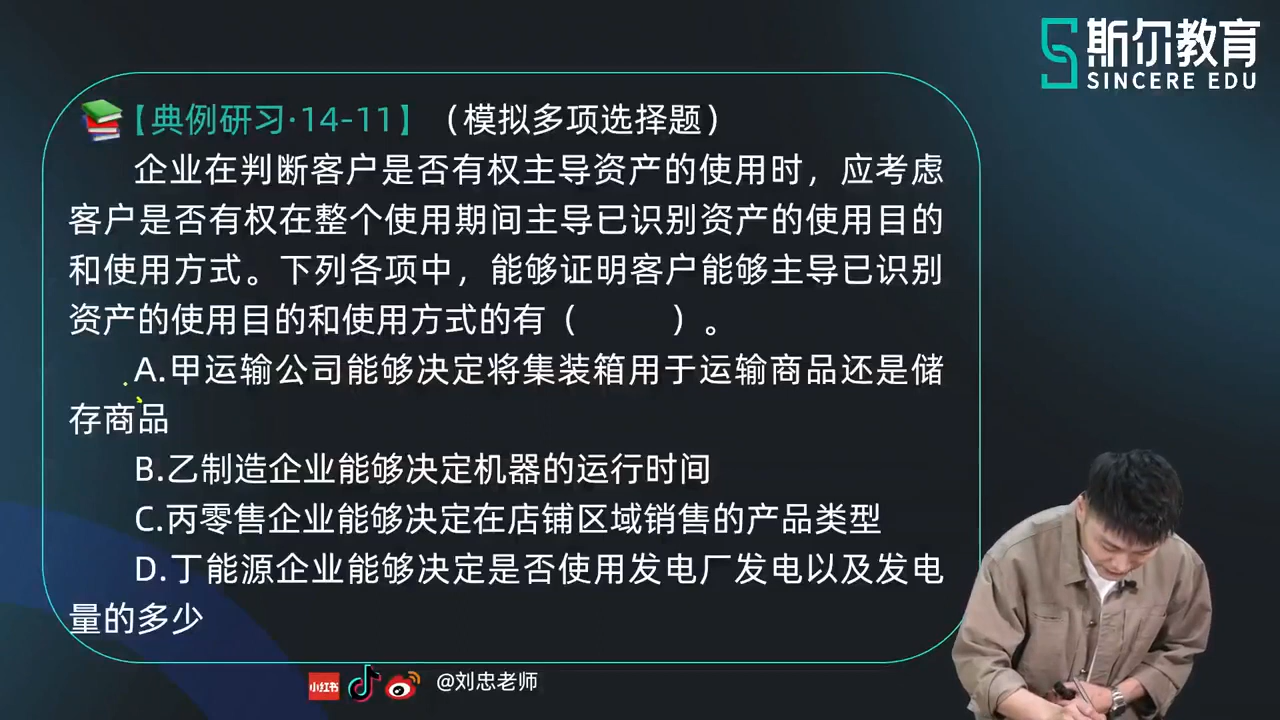 斯尔教育
SINCERE EDU
【典例研习·14-11】（模拟多项选择题）
企业在判断客户是否有权主导资产的使用时，应考虑
客户是否有权在整个使用期间主导已识别资产的使用目的
和使用方式。下列各项中，能够证明客户能够主导已识别
资产的使用目的和使用方式的有（　　）。
A.甲运输公司能够决定将集装箱用于运输商品还是储
存商品
B.乙制造企业能够决定机器的运行时间
C.丙零售企业能够决定在店铺区域销售的产品类型
D.丁能源企业能够决定是否使用发电厂发电以及发电
量的多少
小红书 @刘忠老师